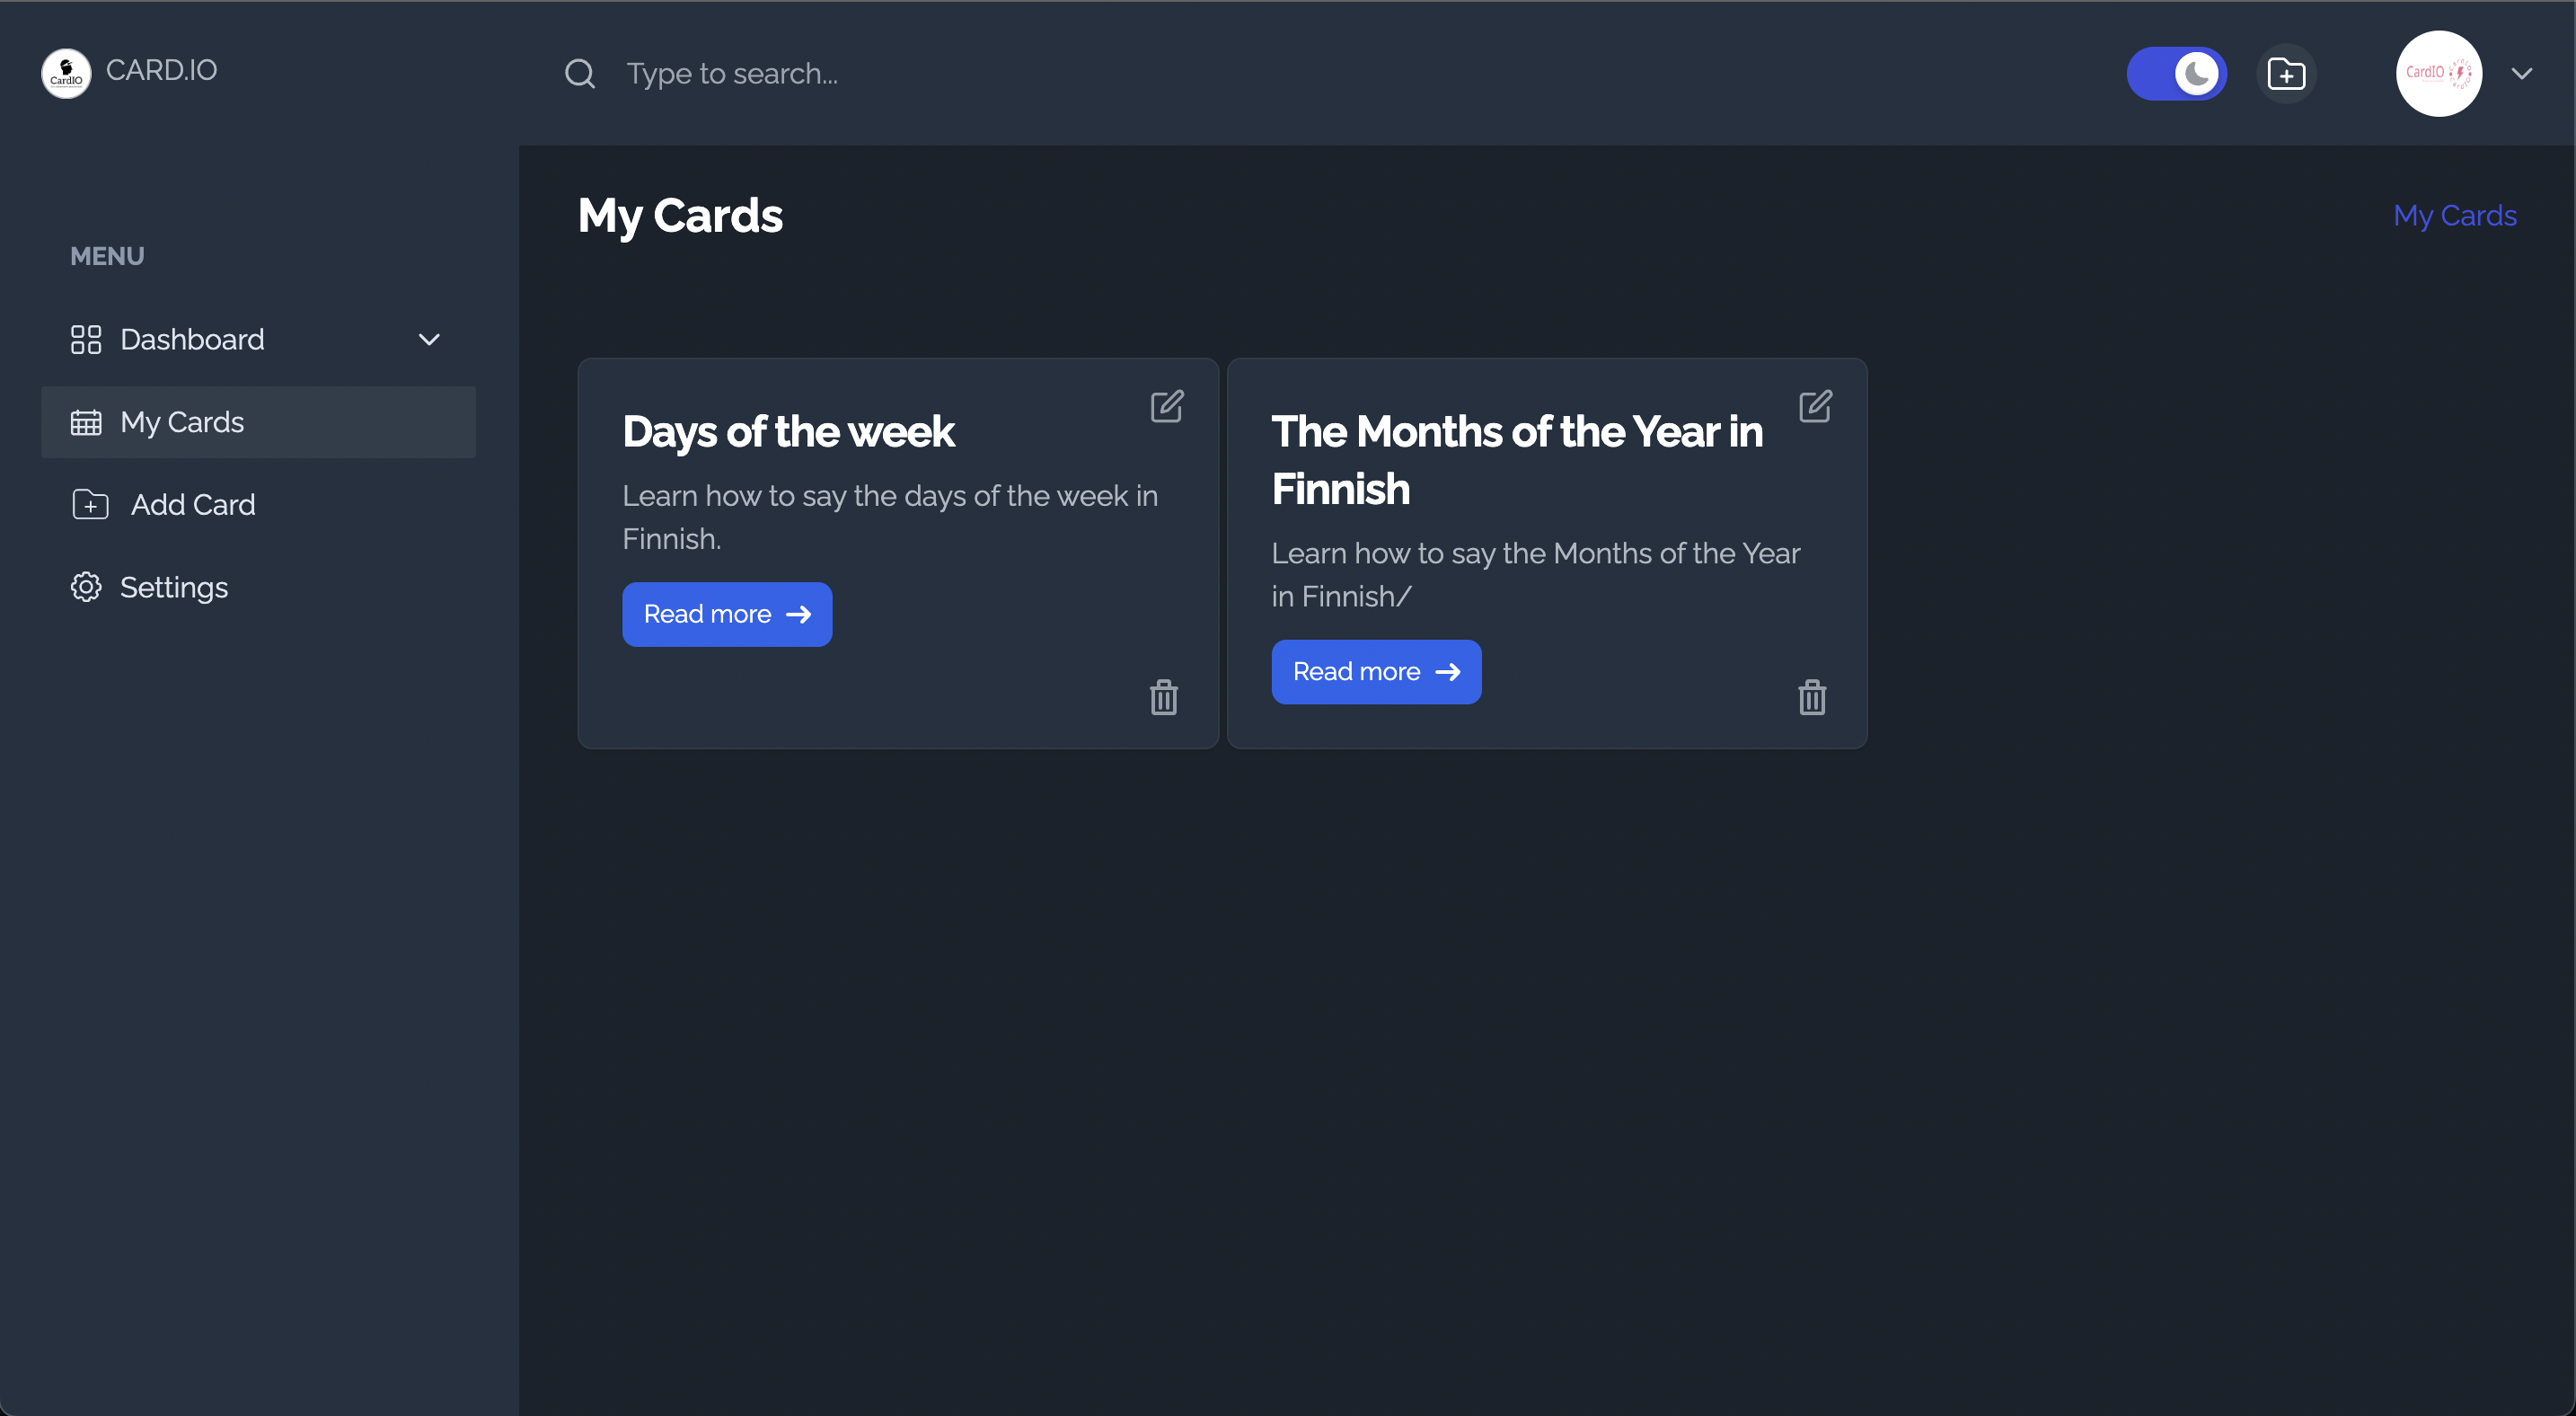 CardIO
CARD.IO
Type to search...
CardIO
MENU
Dashboard
My Cards
Add Card
Settings
My Cards
My Cards
Days of the week
Learn how to say the days of the week in
Finnish.
Read more
The Months of the Year in
Finnish
Learn how to say the Months of the Year
in Finnish/
Read more